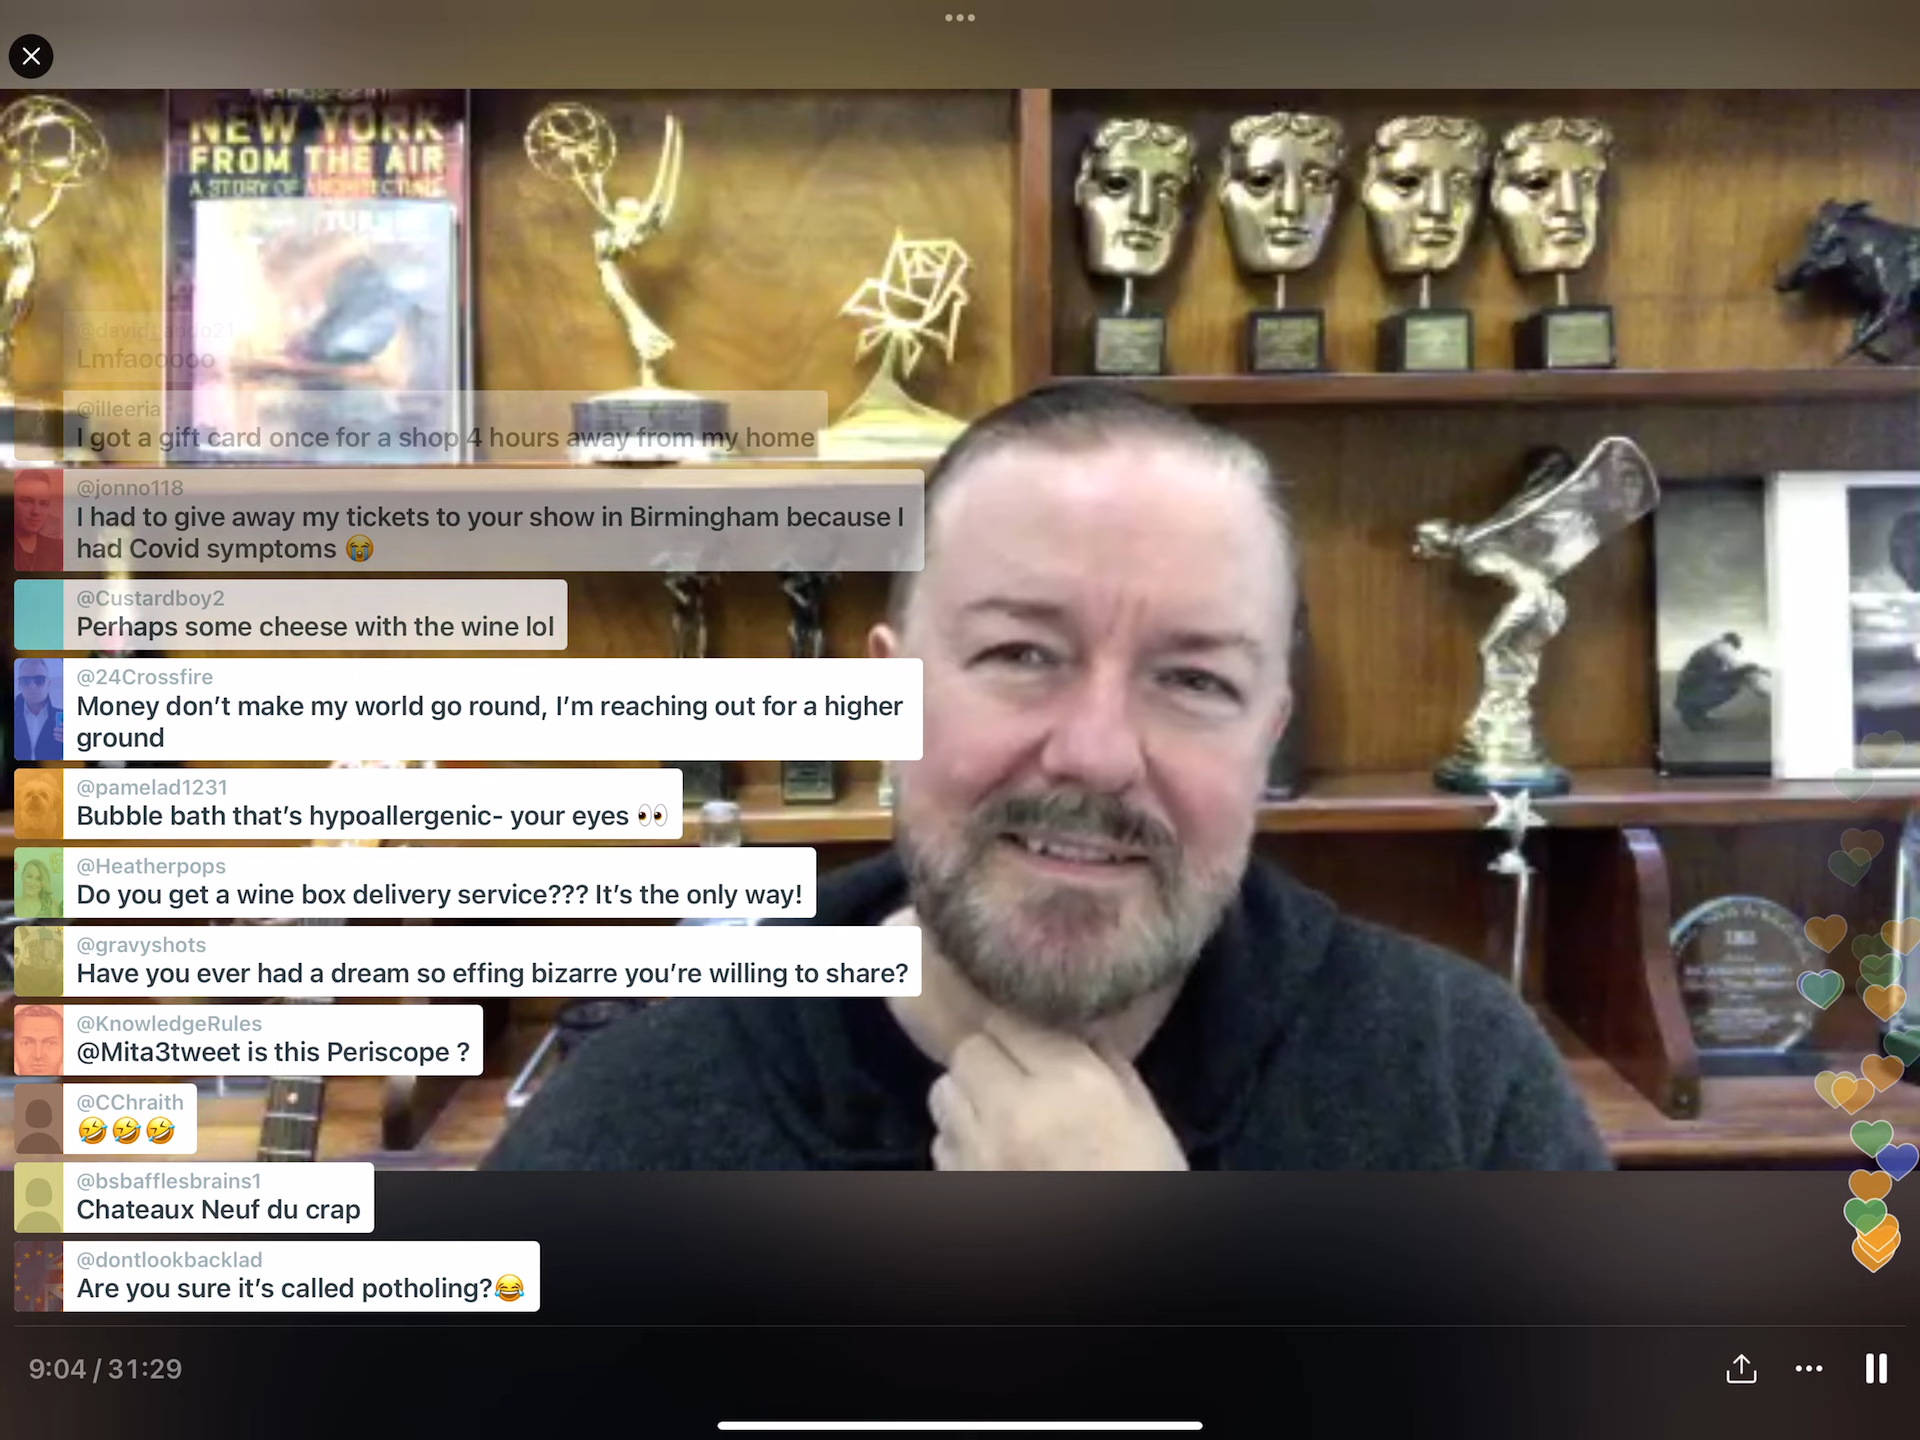 NEW YORK
FROM THE AIR
A STORY OF ARCHITECTURE
Lmfaooooo
@illeeria
I got a gift card once for a shop 4 hours away from my home
@jonno118
I had to give away my tickets to your show in Birmingham because I
had Covid symptoms 😭
@Custardboy2
Perhaps some cheese with the wine lol
@24Crossfire
Money don’t make my world go round, I’m reaching out for a higher
ground
@pamelad1231
Bubble bath that’s hypoallergenic- your eyes 👀
@Heatherpops
Do you get a wine box delivery service??? It’s the only way!
@gravyshots
Have you ever had a dream so effing bizarre you’re willing to share?
@KnowledgeRules
@Mita3tweet is this Periscope ?
@CChraith
🤣🤣🤣
@bsbafflesbrains1
Chateaux Neuf du crap
@dontlookbacklad
Are you sure it’s called potholing?😂
9:04 / 31:29